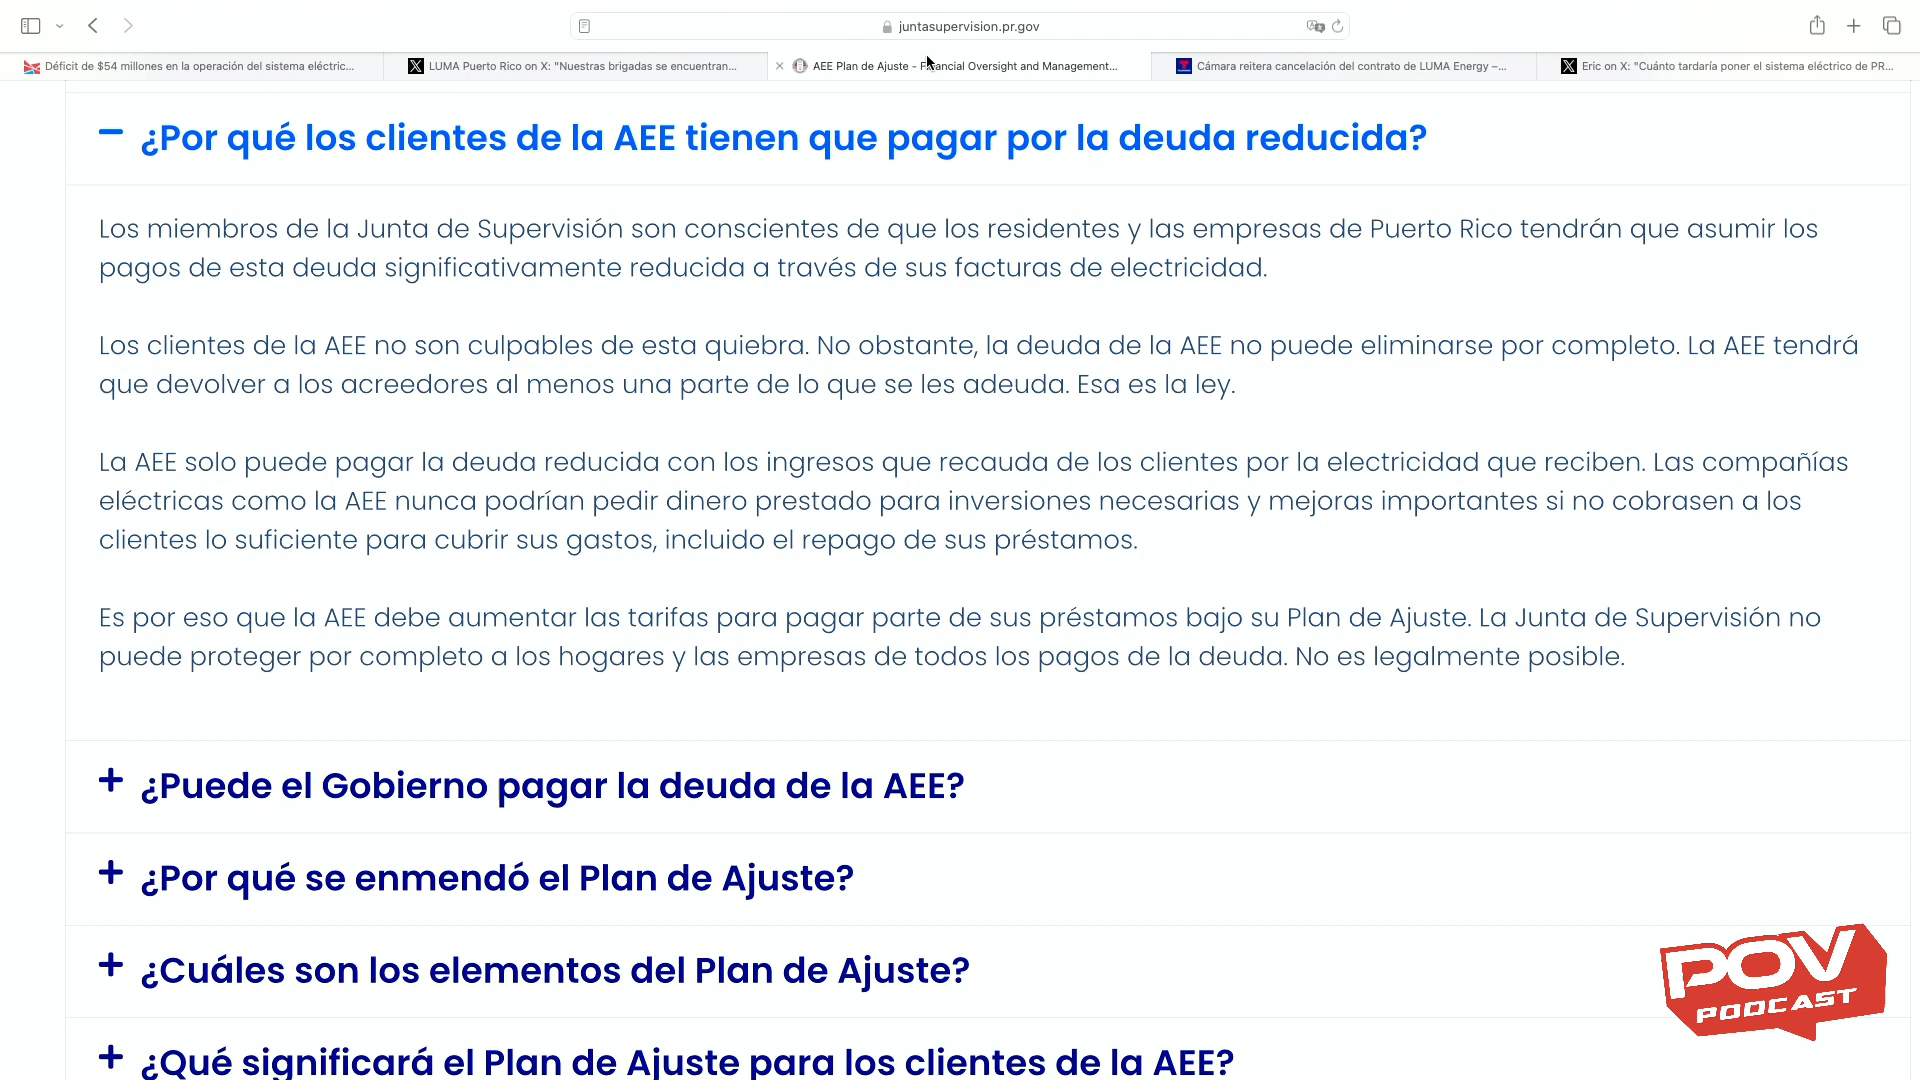 juntasupervision.pr.gov
Déficit de $54 millones en la operación del sistema eléctric...
LUMA Puerto Rico on X: "Nuestras brigadas se encuentran...
AEE Plan de Ajuste - Financial Oversight and Management...
Cámara reitera cancelación del contrato de LUMA Energy –...
Eric on X: "Cuánto tardaría poner el sistema eléctrico de PR...
¿Por qué los clientes de la AEE tienen que pagar por la deuda reducida?
Los miembros de la Junta de Supervisión son conscientes de que los residentes y las empresas de Puerto Rico tendrán que asumir los
pagos de esta deuda significativamente reducida a través de sus facturas de electricidad.
Los clientes de la AEE no son culpables de esta quiebra. No obstante, la deuda de la AEE no puede eliminarse por completo. La AEE tendrá
que devolver a los acreedores al menos una parte de lo que se les adeuda. Esa es la ley.
La AEE solo puede pagar la deuda reducida con los ingresos que recauda de los clientes por la electricidad que reciben. Las compañías
eléctricas como la AEE nunca podrían pedir dinero prestado para inversiones necesarias y mejoras importantes si no cobrasen a los
clientes lo suficiente para cubrir sus gastos, incluido el repago de sus préstamos.
Es por eso que la AEE debe aumentar las tarifas para pagar parte de sus préstamos bajo su Plan de Ajuste. La Junta de Supervisión no
puede proteger por completo a los hogares y las empresas de todos los pagos de la deuda. No es legalmente posible.
¿Puede el Gobierno pagar la deuda de la AEE?
¿Por qué se enmendó el Plan de Ajuste?
¿Cuáles son los elementos del Plan de Ajuste?
¿Qué significará el Plan de Ajuste para los clientes de la AEE?
POV
PODCAST